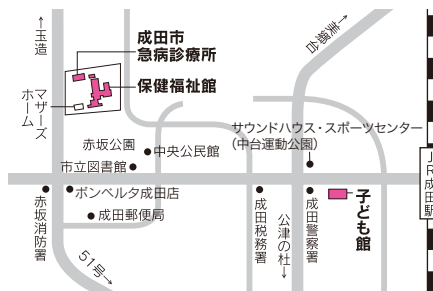 ←玉造
成田市
急病診療所
保健福祉館
マザーズ
ホーム
↖美郷台
赤坂公園
中央公民館
市立図書館
サウンドハウス・スポーツセンター
(中台運動公園)
JR成田駅
赤坂消防署
ボンベルタ成田店
成田郵便局
51号→
成田税務署
公津の杜→
成田警察署
子ども館